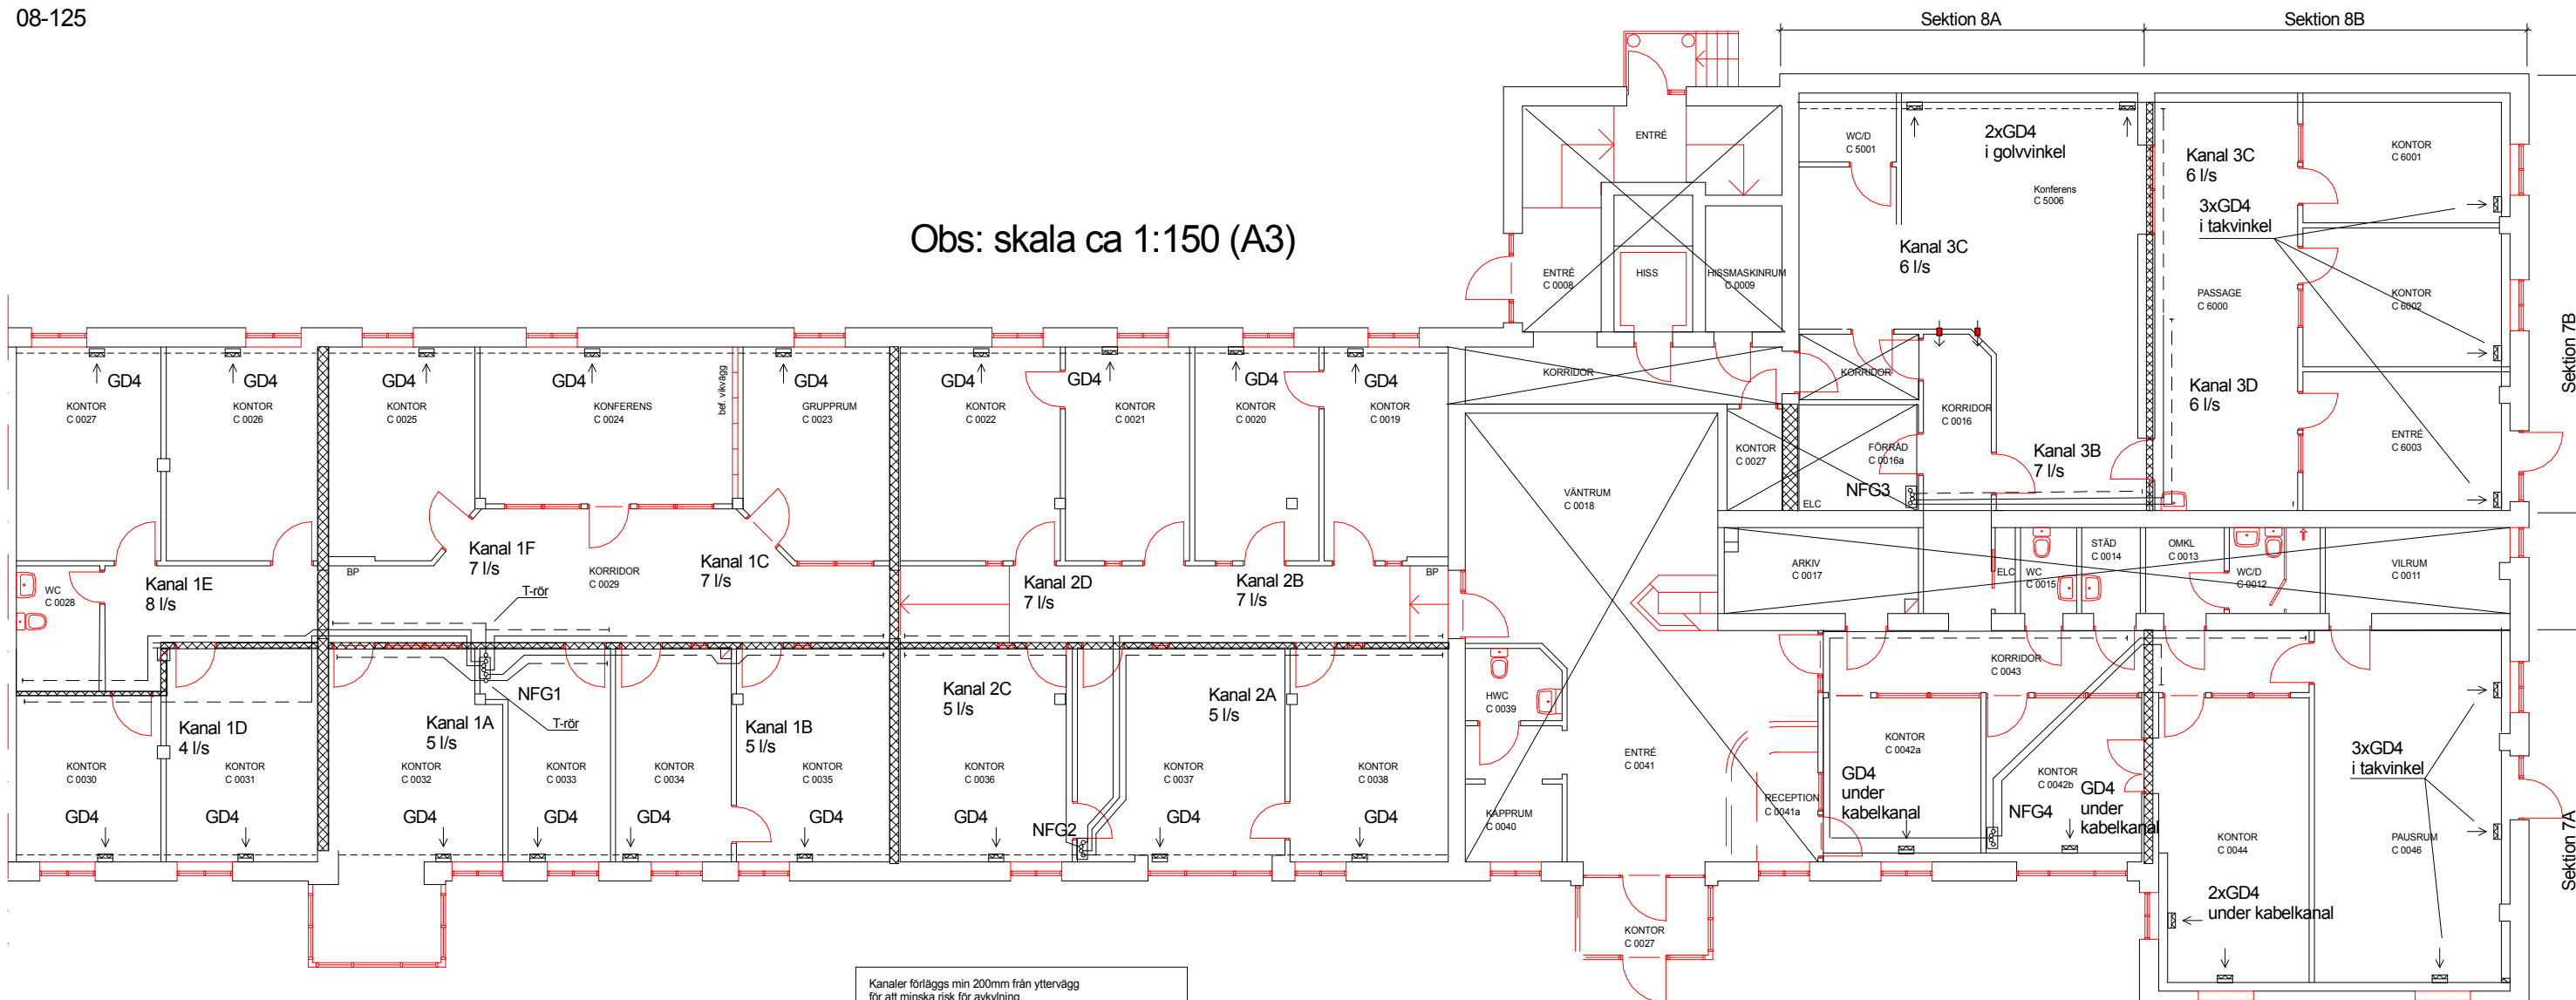 08-125
Sektion 8A
Sektion 8B
Obs: skala ca 1:150 (A3)
ENTRÉ
WC/D
C 5001
2xGD4
i golvvinkel
Konferens
C 5006
Kanal 3C
6 l/s
KONTOR
C 6001
3xGD4
i takvinkel
Kanal 3C
6 l/s
ENTRÉ
C 0008
HISS
HISSMASKINRUM
C 0009
PASSAGE
C 6000
KONTOR
C 6002
Sektion 7B
GD4
KONTOR
C 0027
GD4
KONTOR
C 0026
GD4
KONTOR
C 0025
GD4
KONFERENS
C 0024
bef. vikvägg
GD4
GRUPPRUM
C 0023
GD4
KONTOR
C 0022
GD4
KONTOR
C 0021
GD4
KONTOR
C 0020
GD4
KONTOR
C 0019
KORRIDOR
KORRIDOR
KORRIDOR
C 0016
Kanal 3D
6 l/s
ENTRÉ
C 6003
KONTOR
C 0027
FÖRRÅD
C 0016a
Kanal 3B
7 l/s
NFG3
ELC
VÄNTRUM
C 0018
WC
C 0028
Kanal 1E
8 l/s
BP
Kanal 1F
7 l/s
KORRIDOR
C 0029
T-rör
Kanal 1C
7 l/s
Kanal 2D
7 l/s
Kanal 2B
7 l/s
BP
ARKIV
C 0017
ELC
WC
C 0015
STÄD
C 0014
OMKL
C 0013
WC/D
C 0012
VILRUM
C 0011
KORRIDOR
C 0043
Kanal 1D
4 l/s
Kanal 1A
5 l/s
NFG1
T-rör
Kanal 1B
5 l/s
Kanal 2C
5 l/s
Kanal 2A
5 l/s
HWC
C 0039
KONTOR
C 0030
GD4
KONTOR
C 0031
GD4
KONTOR
C 0032
GD4
KONTOR
C 0033
GD4
KONTOR
C 0034
GD4
KONTOR
C 0035
GD4
KONTOR
C 0036
GD4
NFG2
KONTOR
C 0037
GD4
KONTOR
C 0038
GD4
KAPPRUM
C 0040
ENTRÉ
C 0041
RECEPTION
C 0041a
KONTOR
C 0042a
GD4
under
kabelkanal
NFG4
KONTOR
C 0042b
GD4
under
kabelkanal
KONTOR
C 0044
3xGD4
i takvinkel
PAUSRUM
C 0046
Sektion 7A
2xGD4
under kabelkanal
KONTOR
C 0027
Kanaler förläggs min 200mm från yttervägg
för att minska risk för avkylning.